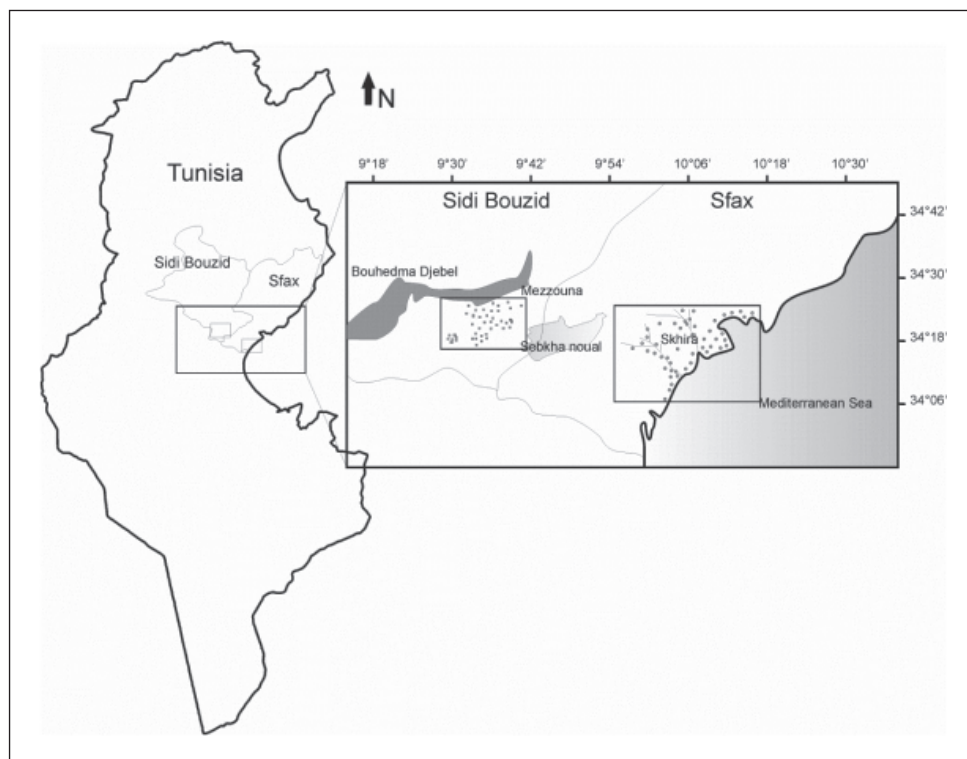 N
Tunisia
Sidi Bouzid
Sfax
9°18' 9°30' 9°42' 9°54' 10°06' 10°18' 10°30'
Sidi Bouzid Sfax
34°42'
Bouhedma Djebel
34°30'
Mezzouna
Skhira
34°18'
Sebkha noual
Mediterranean Sea
34°06'